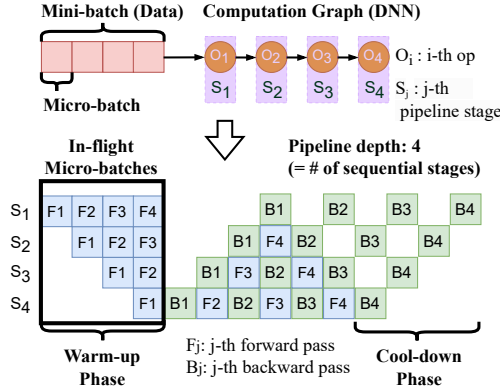 Mini-batch (Data) Computation Graph (DNN)
O1 O2 O3 O4 Oi : i-th op
S1 S2 S3 S4 Sj : j-th
Micro-batch pipeline stage
In-flight Pipeline depth: 4
Micro-batches (= # of sequential stages)
S1 F1 F2 F3 F4 B1 B2 B3 B4
S2 F1 F2 F3 B1 F4 B2 B3 B4
S3 F1 F2 B1 F3 B2 F4 B3 B4
S4 F1 B1 F2 B2 F3 B3 F4 B4
Fj: j-th forward pass
Bj: j-th backward pass
Warm-up Cool-down
Phase Phase